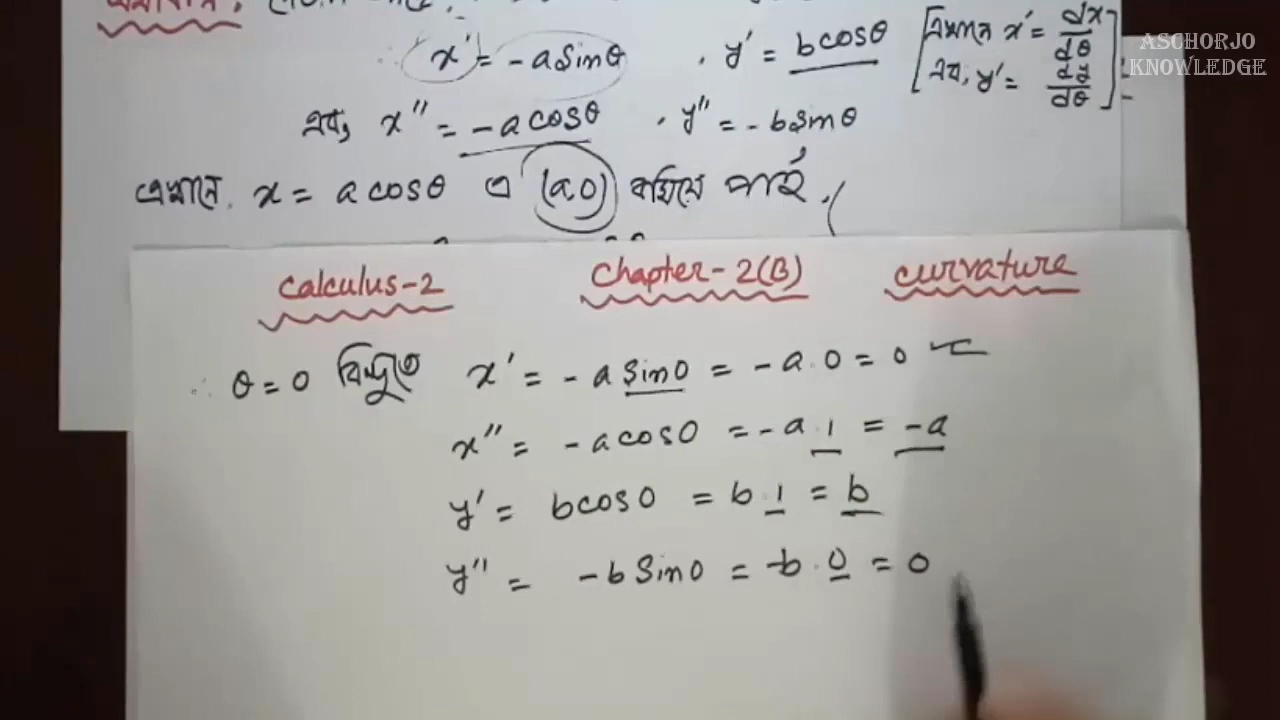 x' = -a sinθ , y' = b cosθ [এখানে x' = dx/dθ
এবং, y' = dy/dθ]
ASCHORJO
KNOWLEDGE
এবং, x'' = -a cosθ , y'' = -b sinθ
এখানে, x = a cosθ এ (a 0) বসিয়ে পাই,
Calculus-2 Chapter-2(B) curvature
∴ θ = 0 বিন্দুতে x' = -a sin0 = -a . 0 = 0
x'' = -a cos0 = -a . 1 = -a
y' = b cos0 = b . 1 = b
y'' = -b sin0 = -b . 0 = 0